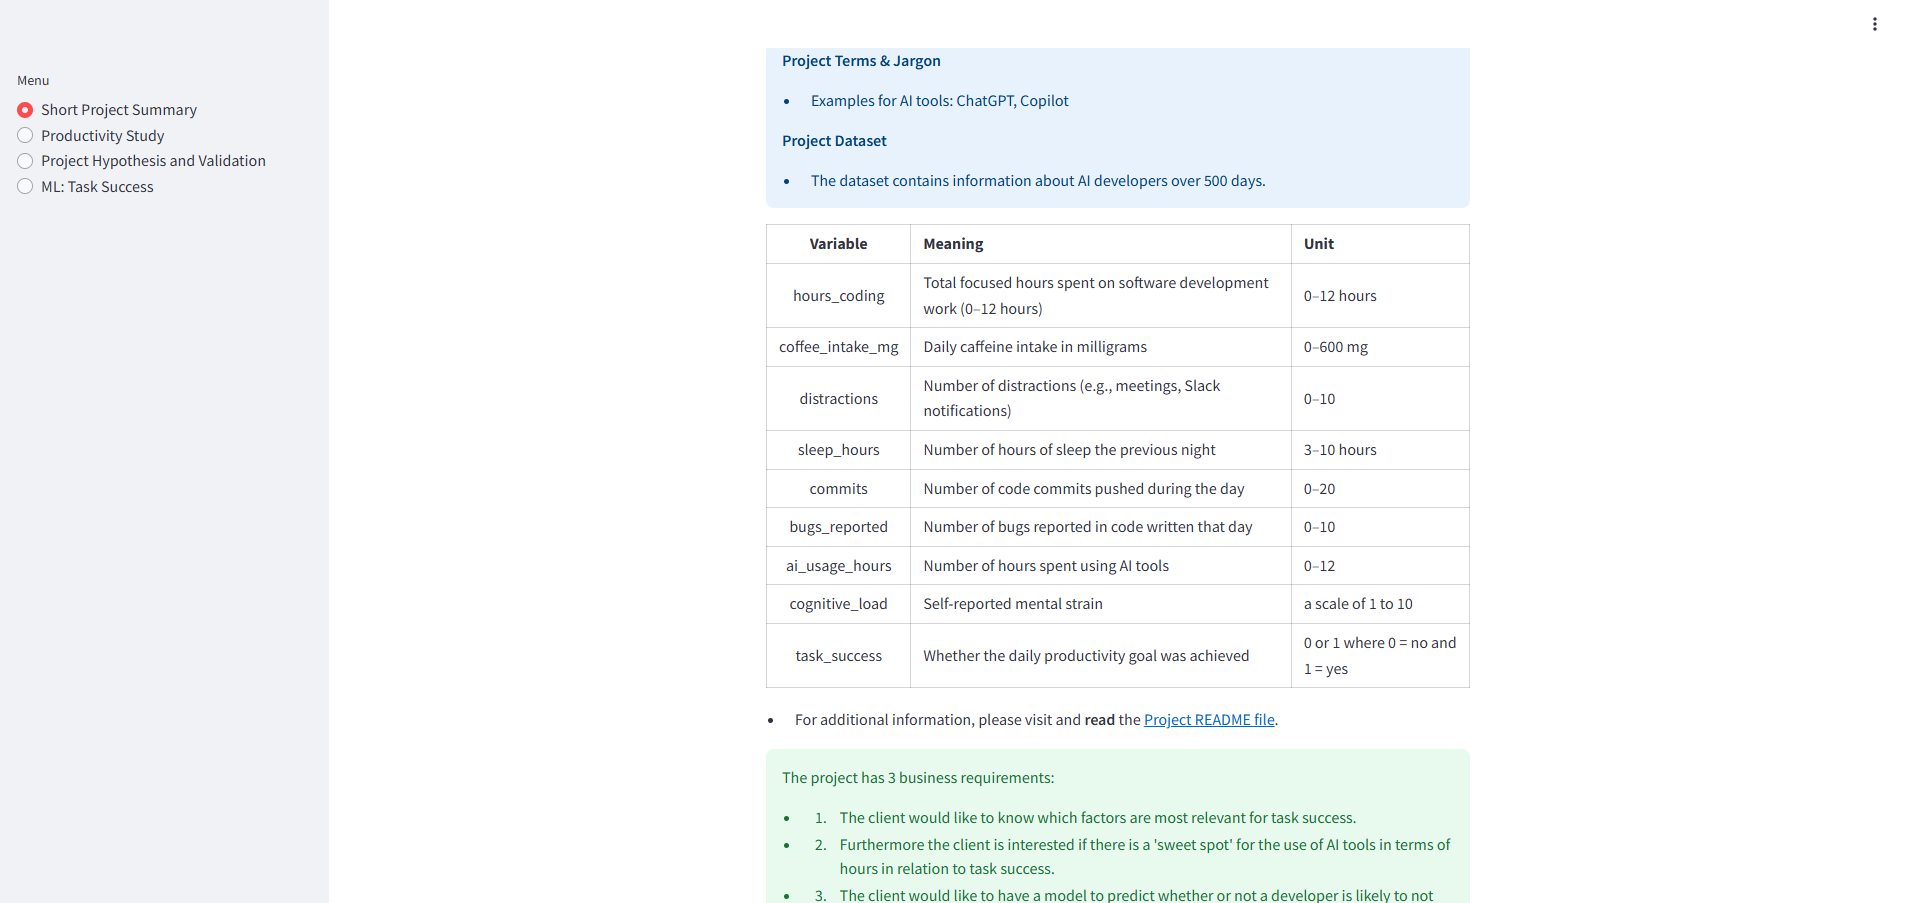 Menu
Short Project Summary
Productivity Study
Project Hypothesis and Validation
ML: Task Success
Project Terms & Jargon
• Examples for AI tools: ChatGPT, Copilot
Project Dataset
• The dataset contains information about AI developers over 500 days.
Variable Meaning Unit
hours_coding Total focused hours spent on software development work (0–12 hours) 0–12 hours
coffee_intake_mg Daily caffeine intake in milligrams 0–600 mg
distractions Number of distractions (e.g., meetings, Slack notifications) 0–10
sleep_hours Number of hours of sleep the previous night 3–10 hours
commits Number of code commits pushed during the day 0–20
bugs_reported Number of bugs reported in code written that day 0–10
ai_usage_hours Number of hours spent using AI tools 0–12
cognitive_load Self-reported mental strain a scale of 1 to 10
task_success Whether the daily productivity goal was achieved 0 or 1 where 0 = no and 1 = yes
• For additional information, please visit and read the Project README file.
The project has 3 business requirements:
• 1. The client would like to know which factors are most relevant for task success.
• 2. Furthermore the client is interested if there is a 'sweet spot' for the use of AI tools in terms of
hours in relation to task success.
• 3. The client would like to have a model to predict whether or not a developer is likely to not